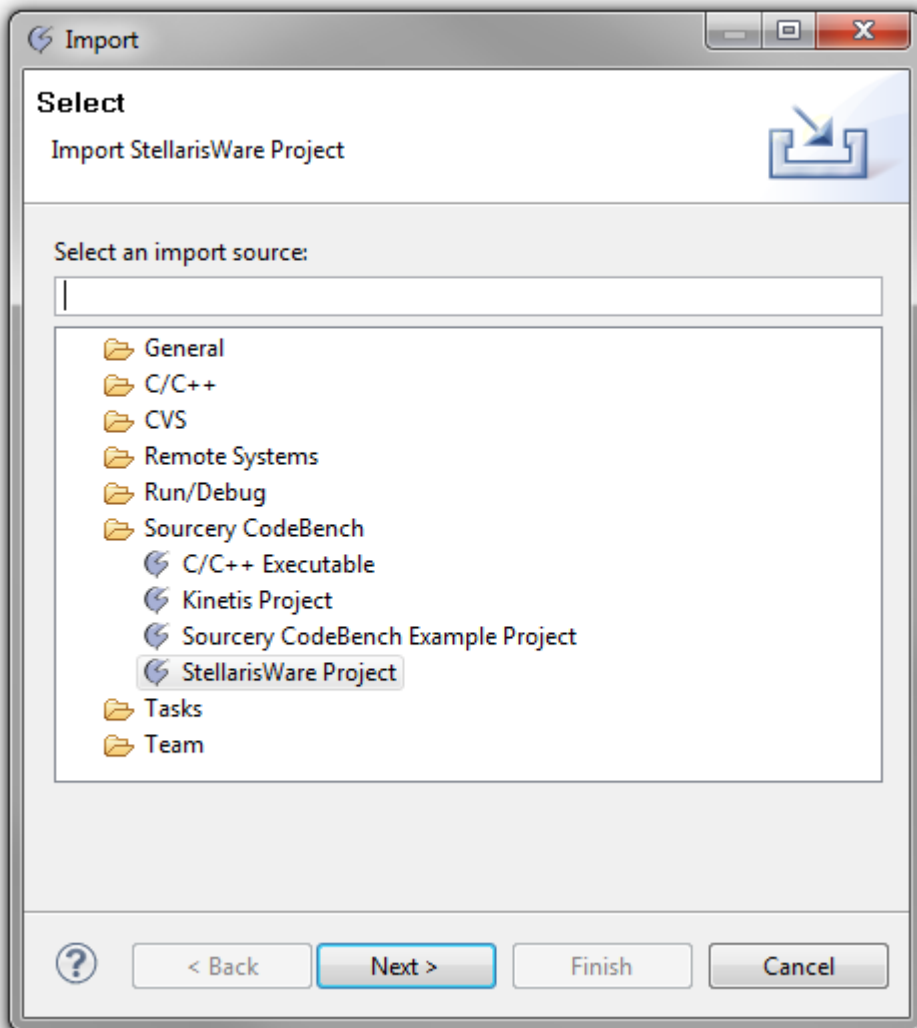 Import
Select
Import StellarisWare Project
Select an import source:
General
C/C++
CVS
Remote Systems
Run/Debug
Sourcery CodeBench
C/C++ Executable
Kinetis Project
Sourcery CodeBench Example Project
StellarisWare Project
Tasks
Team
? < Back Next > Finish Cancel